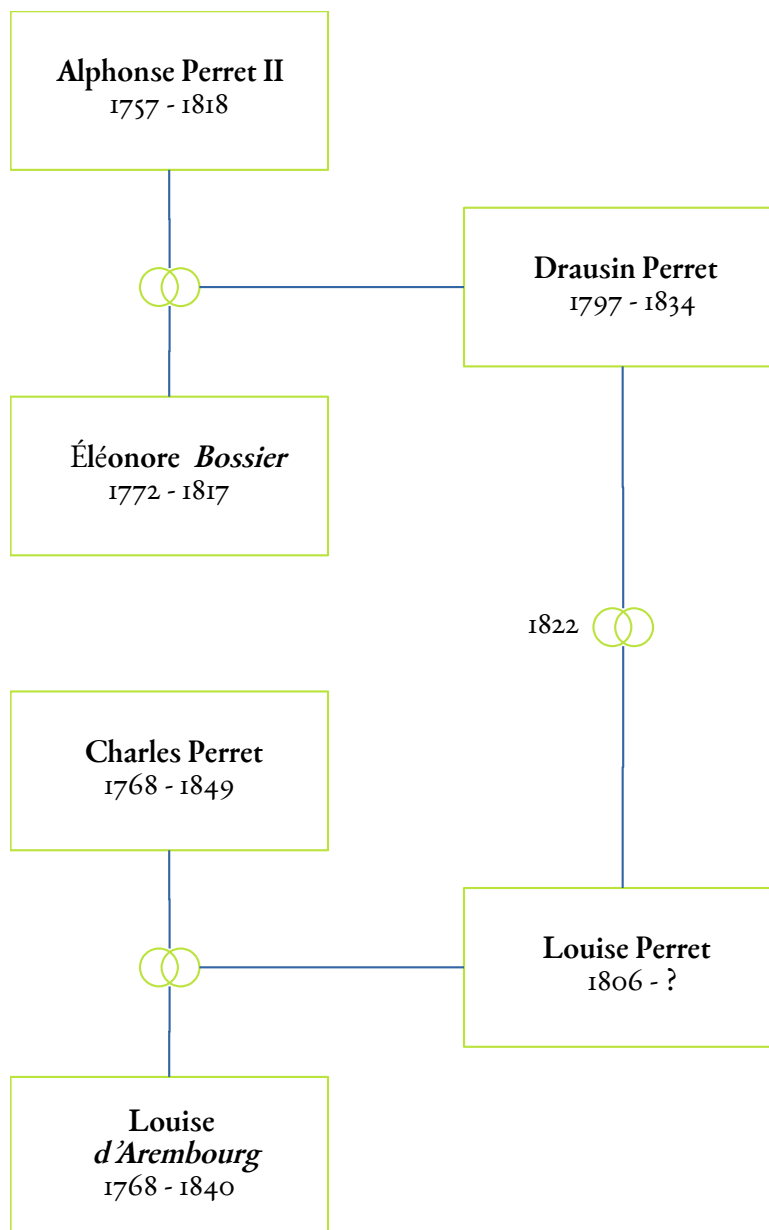 Alphonse Perret II
1757 - 1818
Drausin Perret
1797 - 1834
Éléonore Bossier
1772 - 1817
1822
Charles Perret
1768 - 1849
Louise Perret
1806 - ?
Louise
d'Arembourg
1768 - 1840